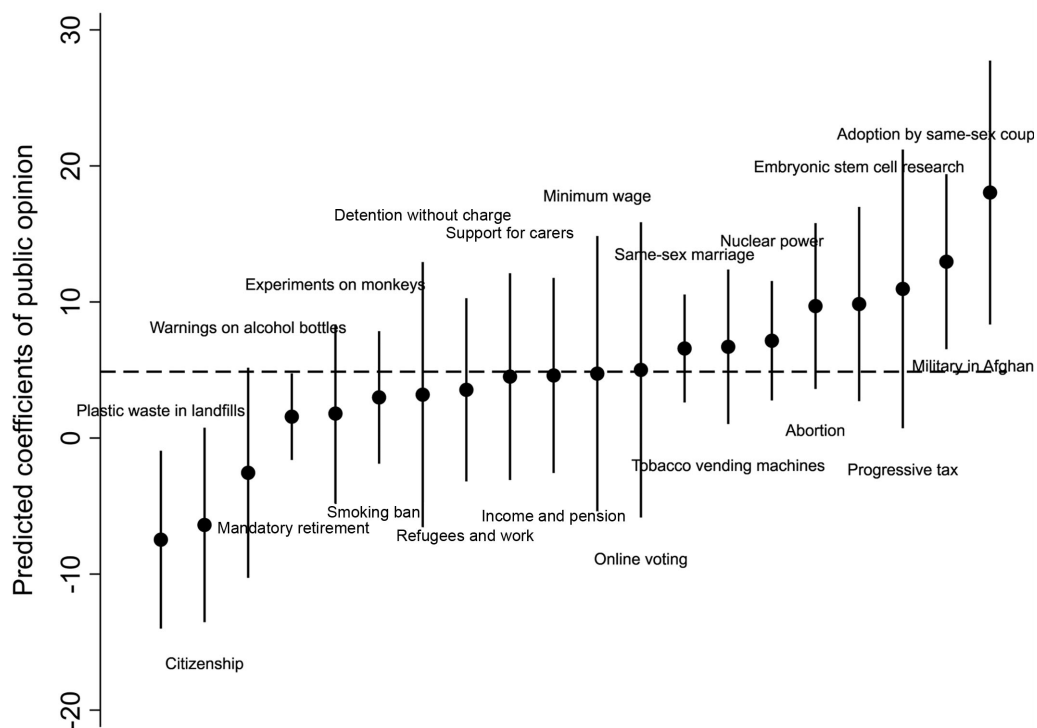 Predicted coefficients of public opinion
30
20
10
0
-10
-20
Adoption by same-sex coup
Embryonic stem cell research
Minimum wage
Detention without charge
Support for carers
Nuclear power
Same-sex marriage
Experiments on monkeys
Warnings on alcohol bottles
Military in Afghan
Plastic waste in landfills
Abortion
Tobacco vending machines
Progressive tax
Smoking ban
Income and pension
Mandatory retirement
Refugees and work
Online voting
Citizenship